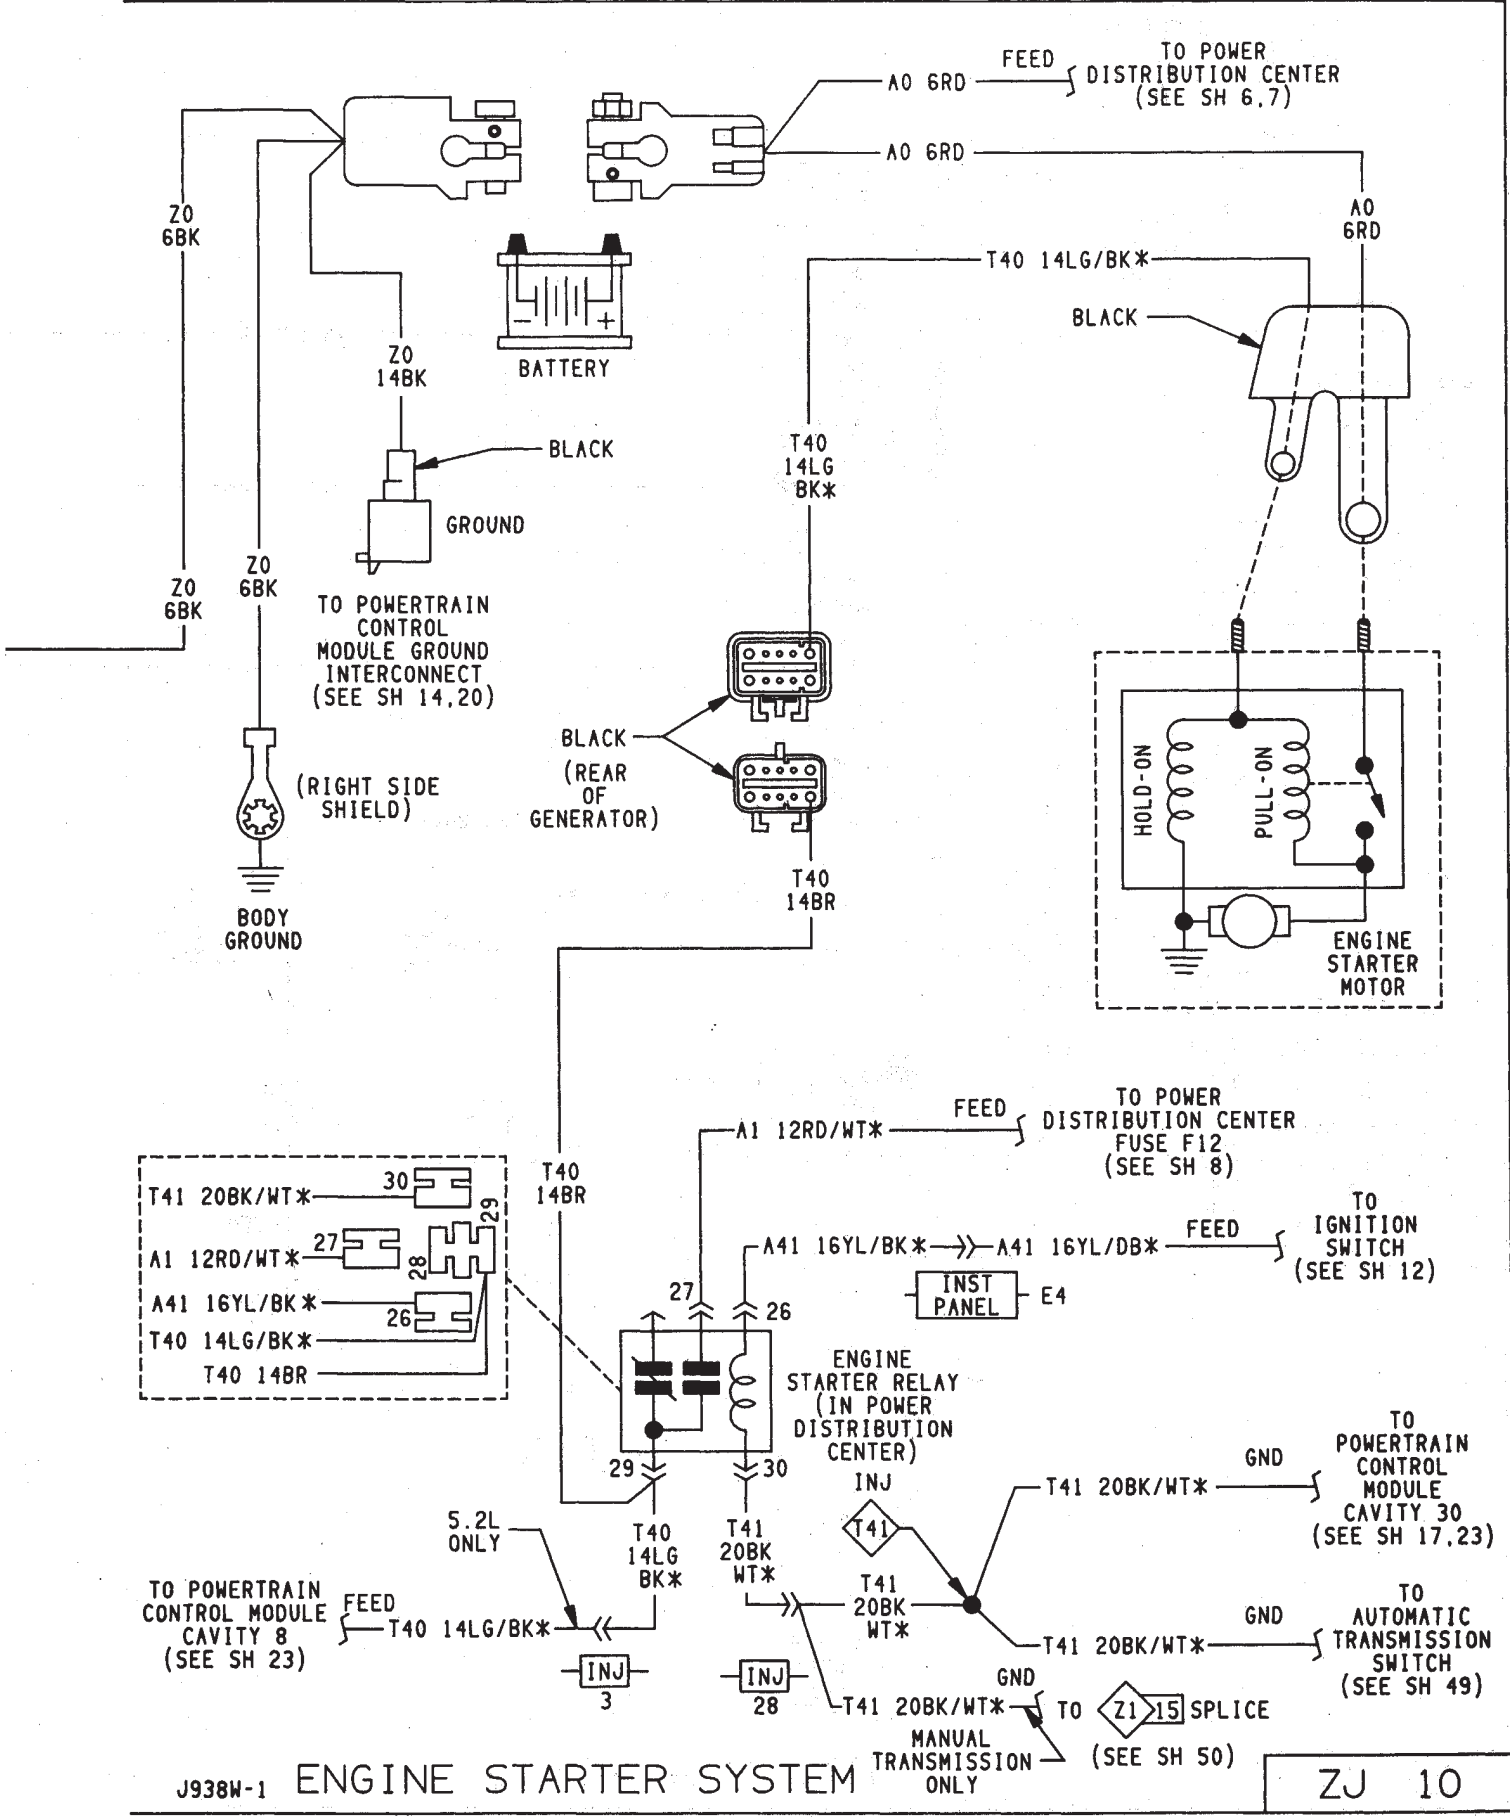 FEED
TO POWER
DISTRIBUTION CENTER
(SEE SH 6,7)
A0 6RD
A0 6RD
A0
6RD
Z0
6BK
T40 14LG/BK*
BLACK
BATTERY
- +
Z0
14BK
BLACK
T40
14LG
BK*
GROUND
Z0
6BK
Z0
6BK
TO POWERTRAIN
CONTROL
MODULE GROUND
INTERCONNECT
(SEE SH 14,20)
BLACK
(REAR
OF
GENERATOR)
(RIGHT SIDE
SHIELD)
HOLD-ON
PULL-ON
T40
14BR
BODY
GROUND
ENGINE
STARTER
MOTOR
A1 12RD/WT*
FEED
TO POWER
DISTRIBUTION CENTER
FUSE F12
(SEE SH 8)
T40
14BR
T41 20BK/WT*
30
29
A1 12RD/WT*
27
28
A41 16YL/BK*
26
T40 14LG/BK*
T40 14BR
A41 16YL/BK*
A41 16YL/DB*
FEED
TO
IGNITION
SWITCH
(SEE SH 12)
INST
PANEL
E4
27
26
ENGINE
STARTER RELAY
(IN POWER
DISTRIBUTION
CENTER)
29
30
INJ
T41
T41 20BK/WT*
GND
TO
POWERTRAIN
CONTROL
MODULE
CAVITY 30
(SEE SH 17,23)
5.2L
ONLY
T40
14LG
BK*
T41
20BK
WT*
T41
20BK
WT*
TO POWERTRAIN
CONTROL MODULE
CAVITY 8
(SEE SH 23)
FEED
T40 14LG/BK*
INJ
3
INJ
28
GND
T41 20BK/WT*
TO
AUTOMATIC
TRANSMISSION
SWITCH
(SEE SH 49)
GND
T41 20BK/WT*
TO
Z1
15
SPLICE
(SEE SH 50)
MANUAL
TRANSMISSION
ONLY
J938W-1
ENGINE STARTER SYSTEM
ZJ 10